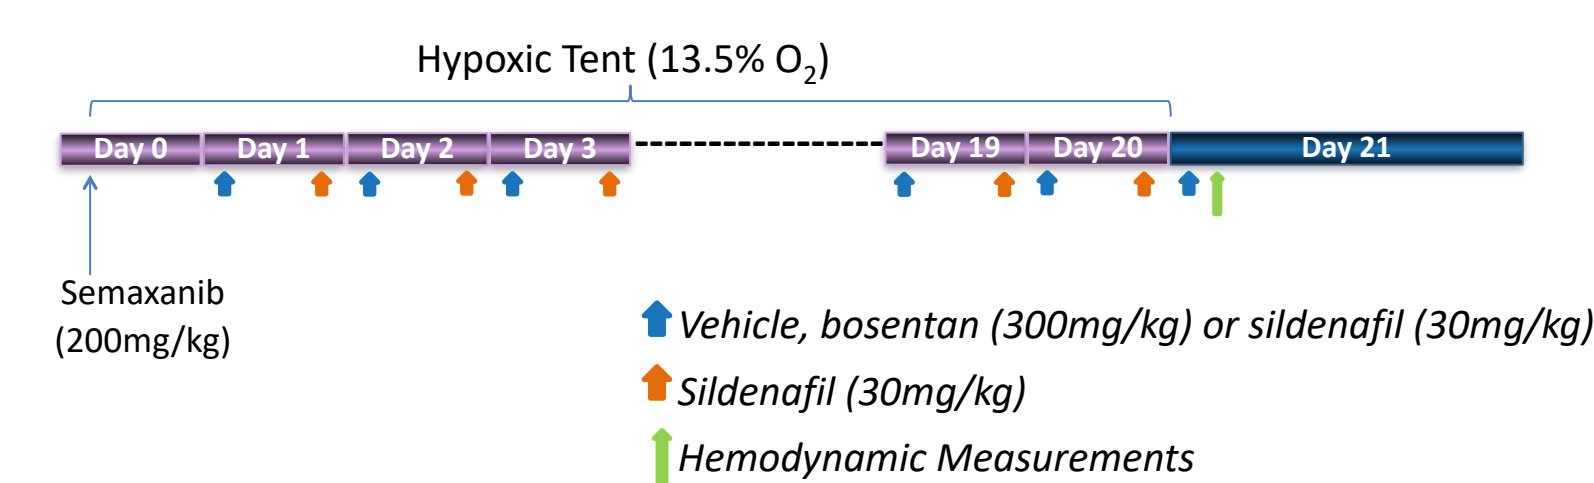 Hypoxic Tent (13.5% O₂)
Day 0 Day 1 Day 2 Day 3 Day 19 Day 20 Day 21
Semaxanib
(200mg/kg)
Vehicle, bosentan (300mg/kg) or sildenafil (30mg/kg)
Sildenafil (30mg/kg)
Hemodynamic Measurements